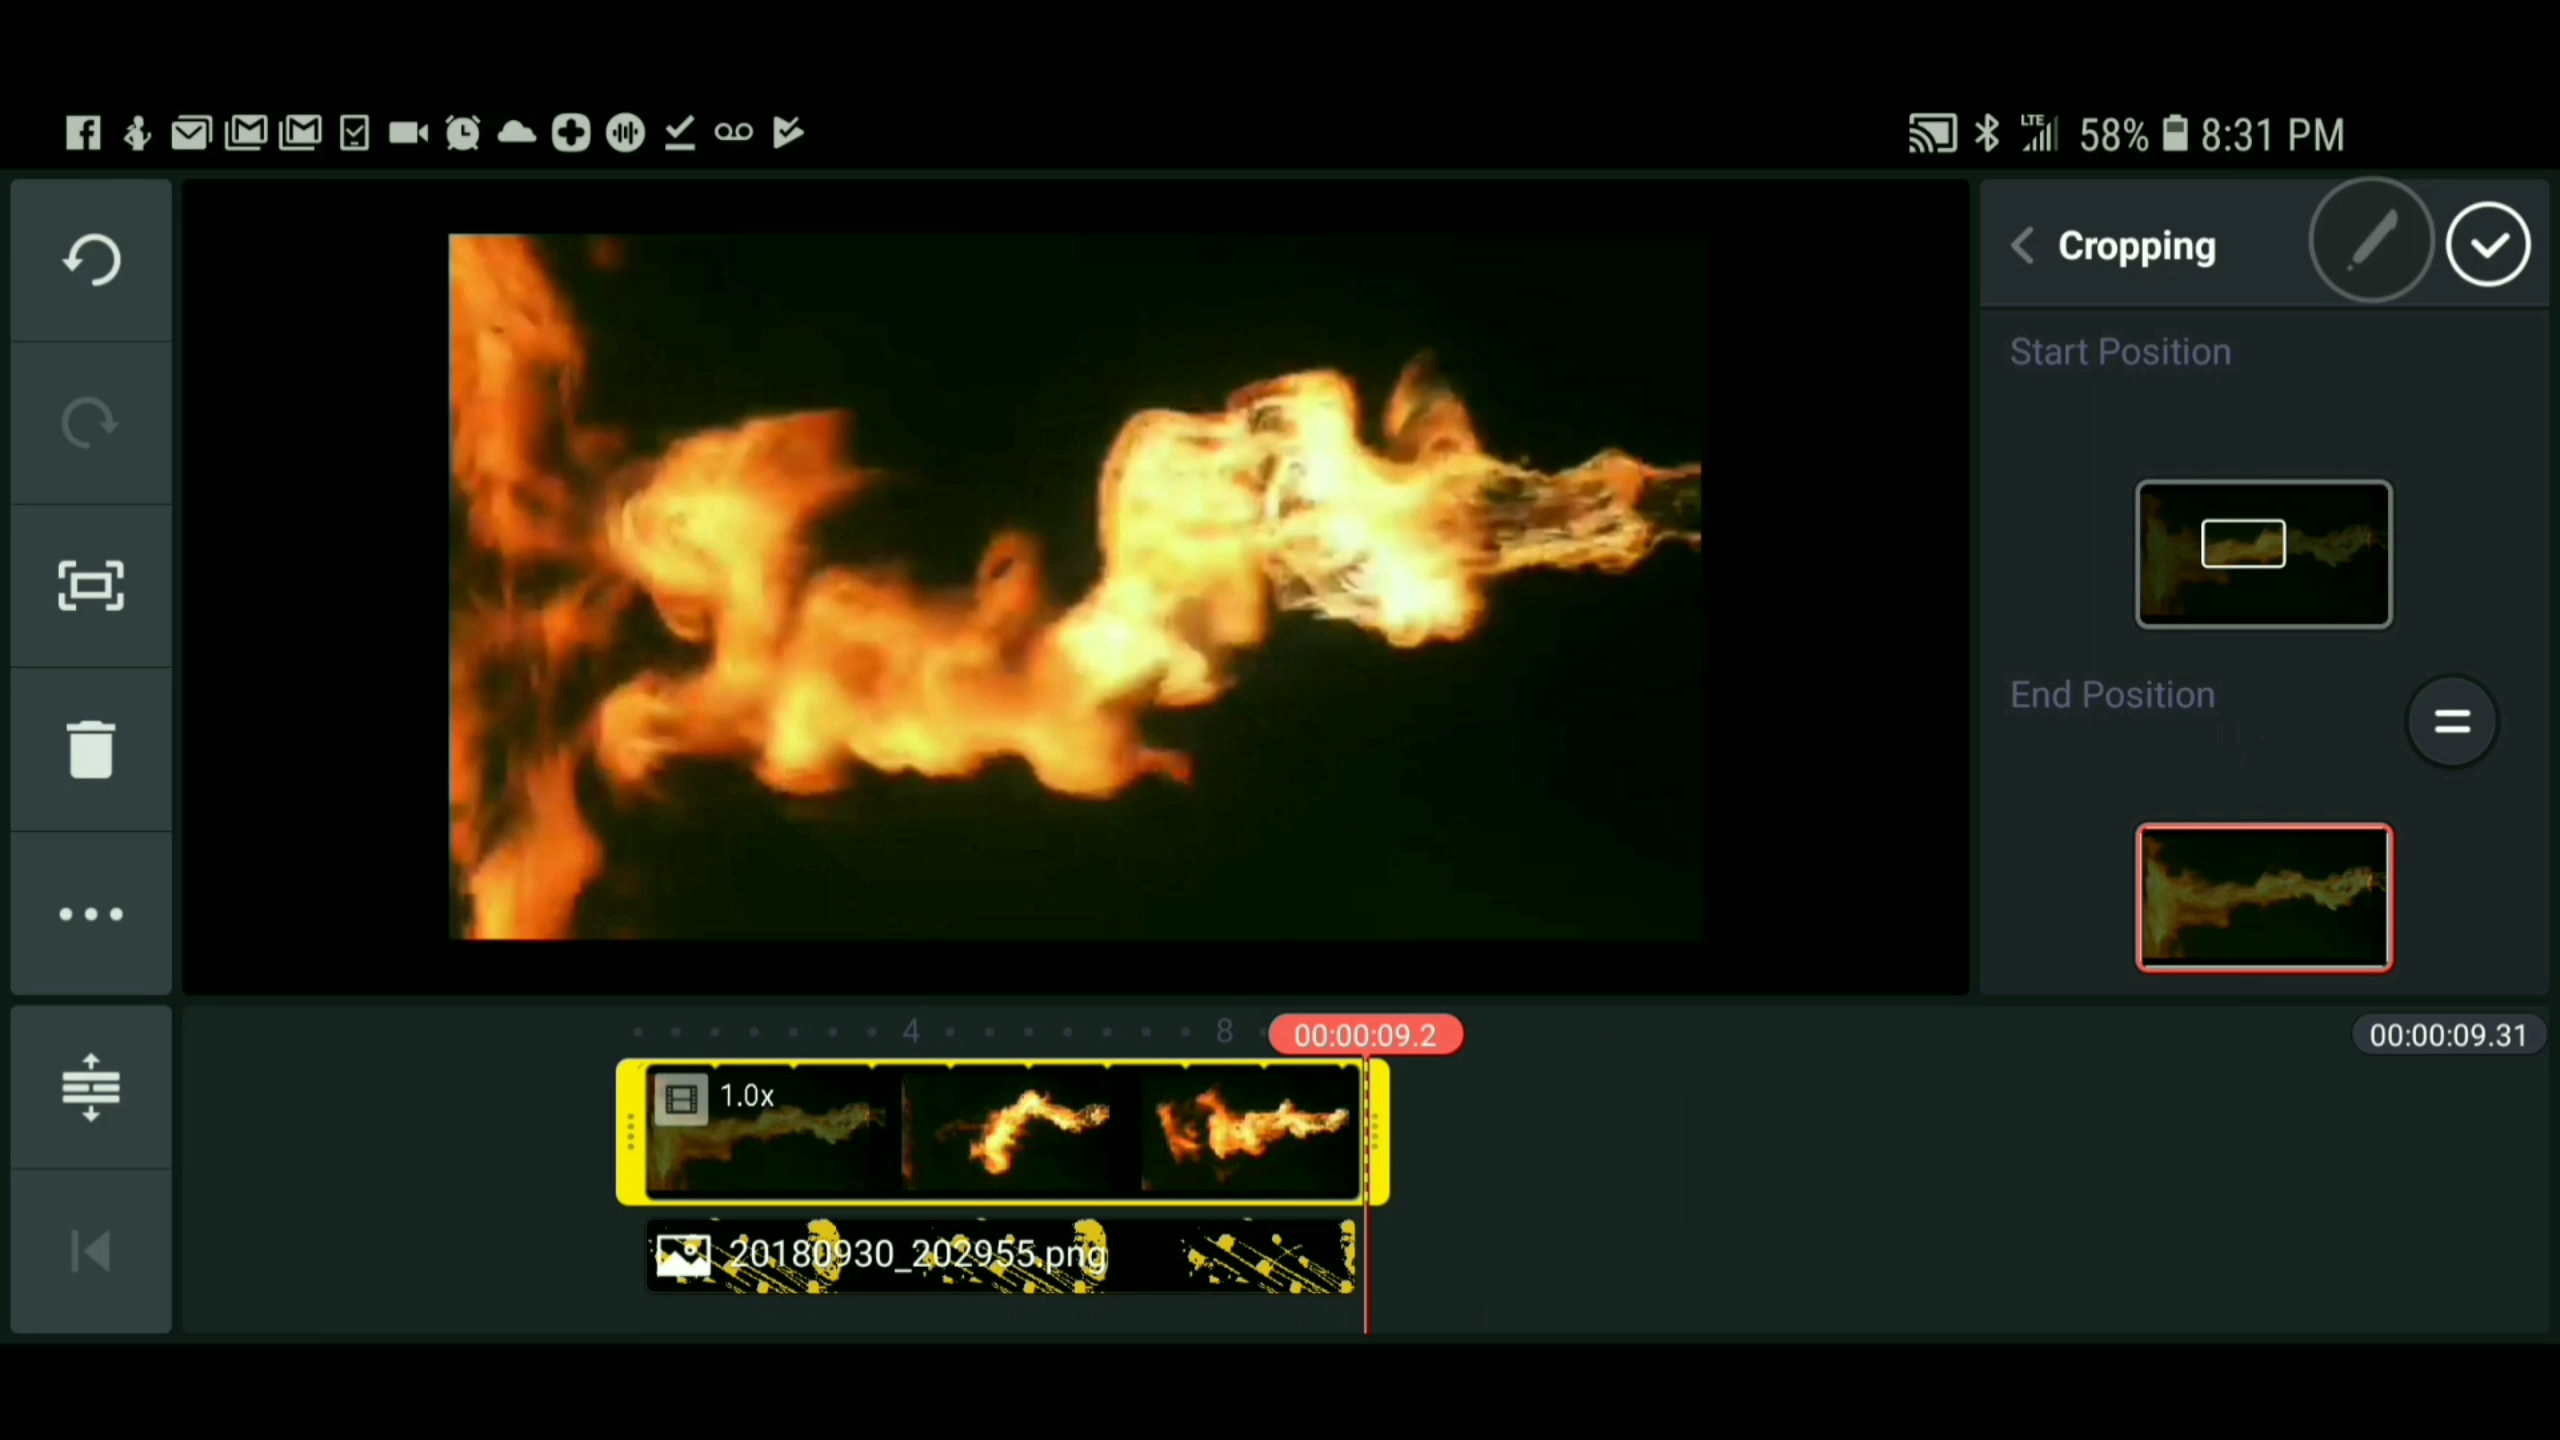 LTE 58% 8:31 PM
Cropping
Start Position
End Position
4 8 00:00:09.2 00:00:09.31
1.0x
20180930_202955.png